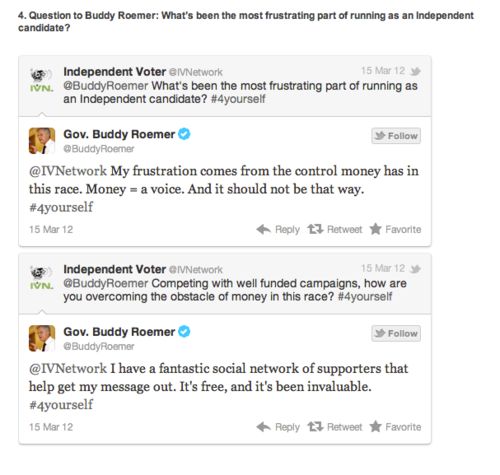 4. Question to Buddy Roemer: What's been the most frustrating part of running as an Independent
candidate?
Independent Voter @IVNetwork 15 Mar 12
@BuddyRoemer What's been the most frustrating part of running as
an Independent candidate? #4yourself
IVN.
Gov. Buddy Roemer
@BuddyRoemer
Follow
@IVNetwork My frustration comes from the control money has in
this race. Money = a voice. And it should not be that way.
#4yourself
15 Mar 12 Reply Retweet Favorite
Independent Voter @IVNetwork 15 Mar 12
@BuddyRoemer Competing with well funded campaigns, how are
you overcoming the obstacle of money in this race? #4yourself
IVN.
Gov. Buddy Roemer
@BuddyRoemer
Follow
@IVNetwork I have a fantastic social network of supporters that
help get my message out. It's free, and it's been invaluable.
#4yourself
15 Mar 12 Reply Retweet Favorite